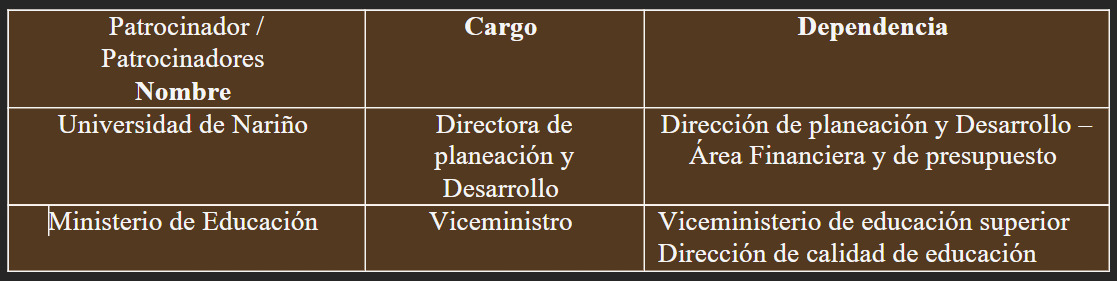 Patrocinador /
Patrocinadores
Nombre
Cargo
Dependencia
Universidad de Nariño
Directora de
planeación y
Desarrollo
Dirección de planeación y Desarrollo –
Área Financiera y de presupuesto
Ministerio de Educación
Viceministro
Viceministerio de educación superior
Dirección de calidad de educación